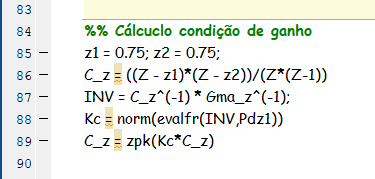 83
84 %% Cálcuclo condição de ganho
85 – z1 = 0.75; z2 = 0.75;
86 – C_z = ((Z - z1)*(Z - z2))/(Z*(Z-1))
87 – INV = C_z^(-1) * Gma_z^(-1);
88 – Kc = norm(evalfr(INV,Pdz1))
89 – C_z = zpk(Kc*C_z)
90